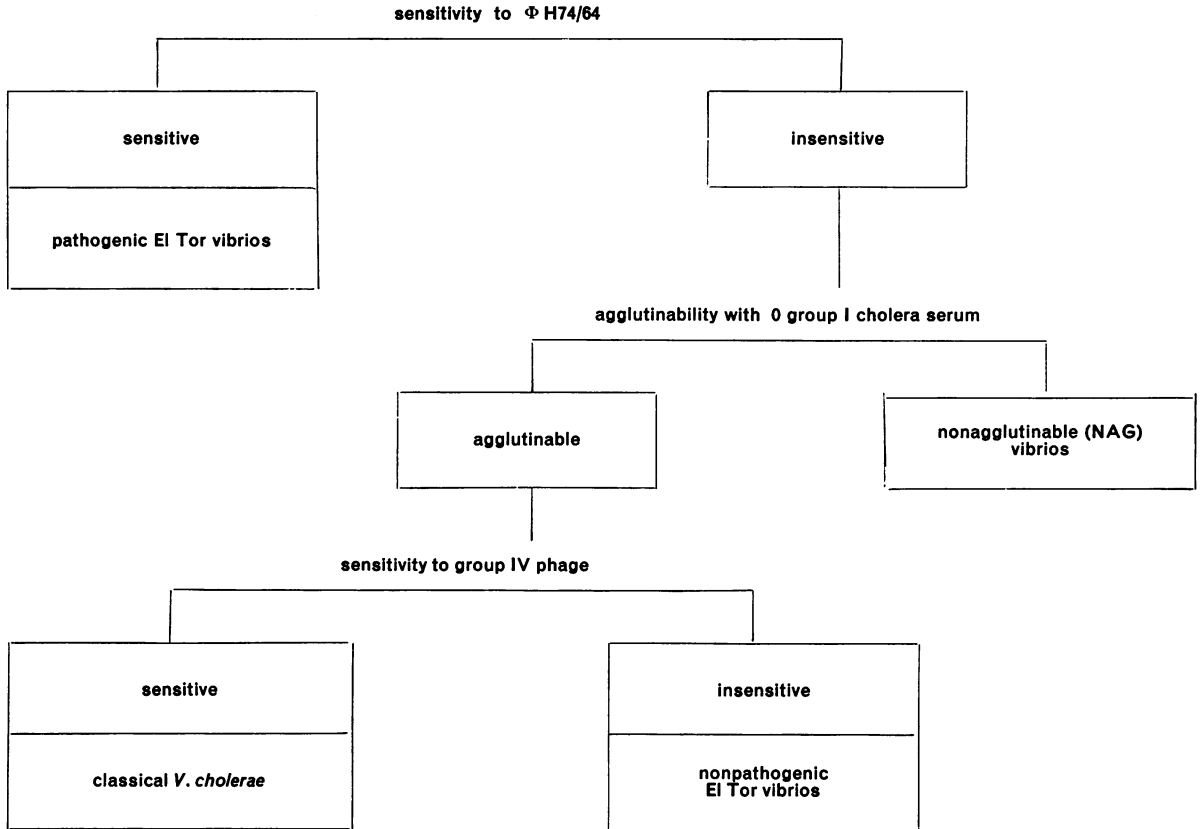 sensitivity to Φ H74/64
sensitive
insensitive
pathogenic El Tor vibrios
agglutinability with 0 group I cholera serum
agglutinable
nonagglutinable (NAG)
vibrios
sensitivity to group IV phage
sensitive
insensitive
classical V. cholerae
nonpathogenic
El Tor vibrios